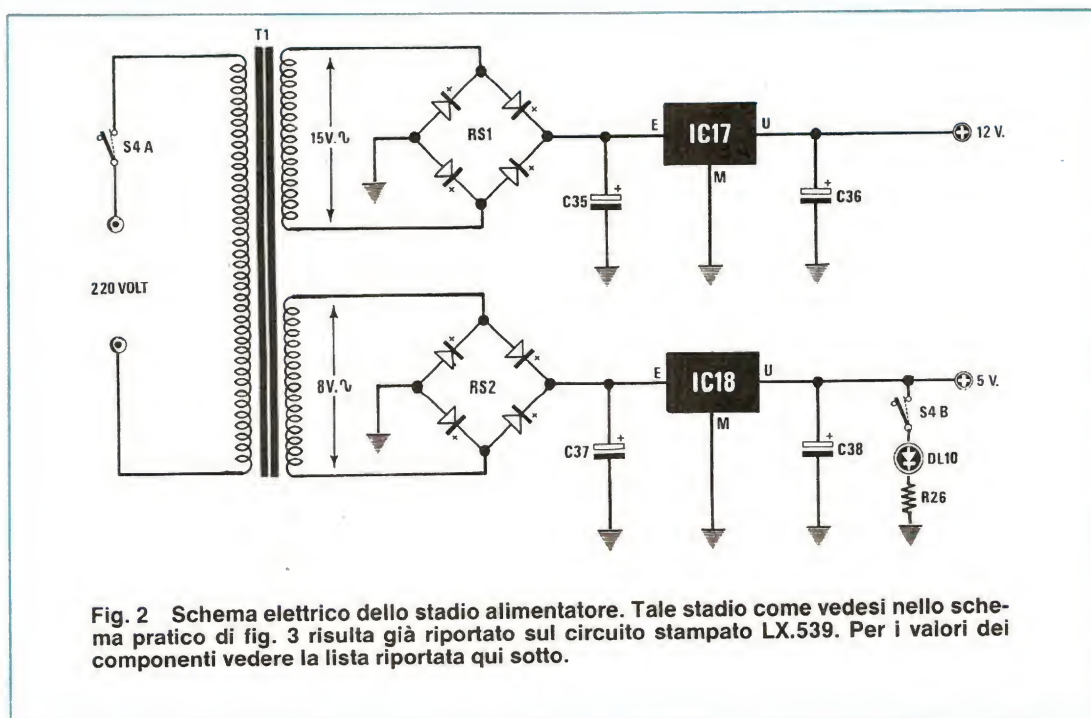 T1
S4 A
220 VOLT
15V.
RS1
E
IC17
U
M
C35
+
C36
+
12 V.
8V.
RS2
E
IC18
U
M
C37
+
C38
+
5 V.
S4 B
DL10
R26
Fig. 2 Schema elettrico dello stadio alimentatore. Tale stadio come vedesi nello sche-
ma pratico di fig. 3 risulta già riportato sul circuito stampato LX.539. Per i valori dei
componenti vedere la lista riportata qui sotto.